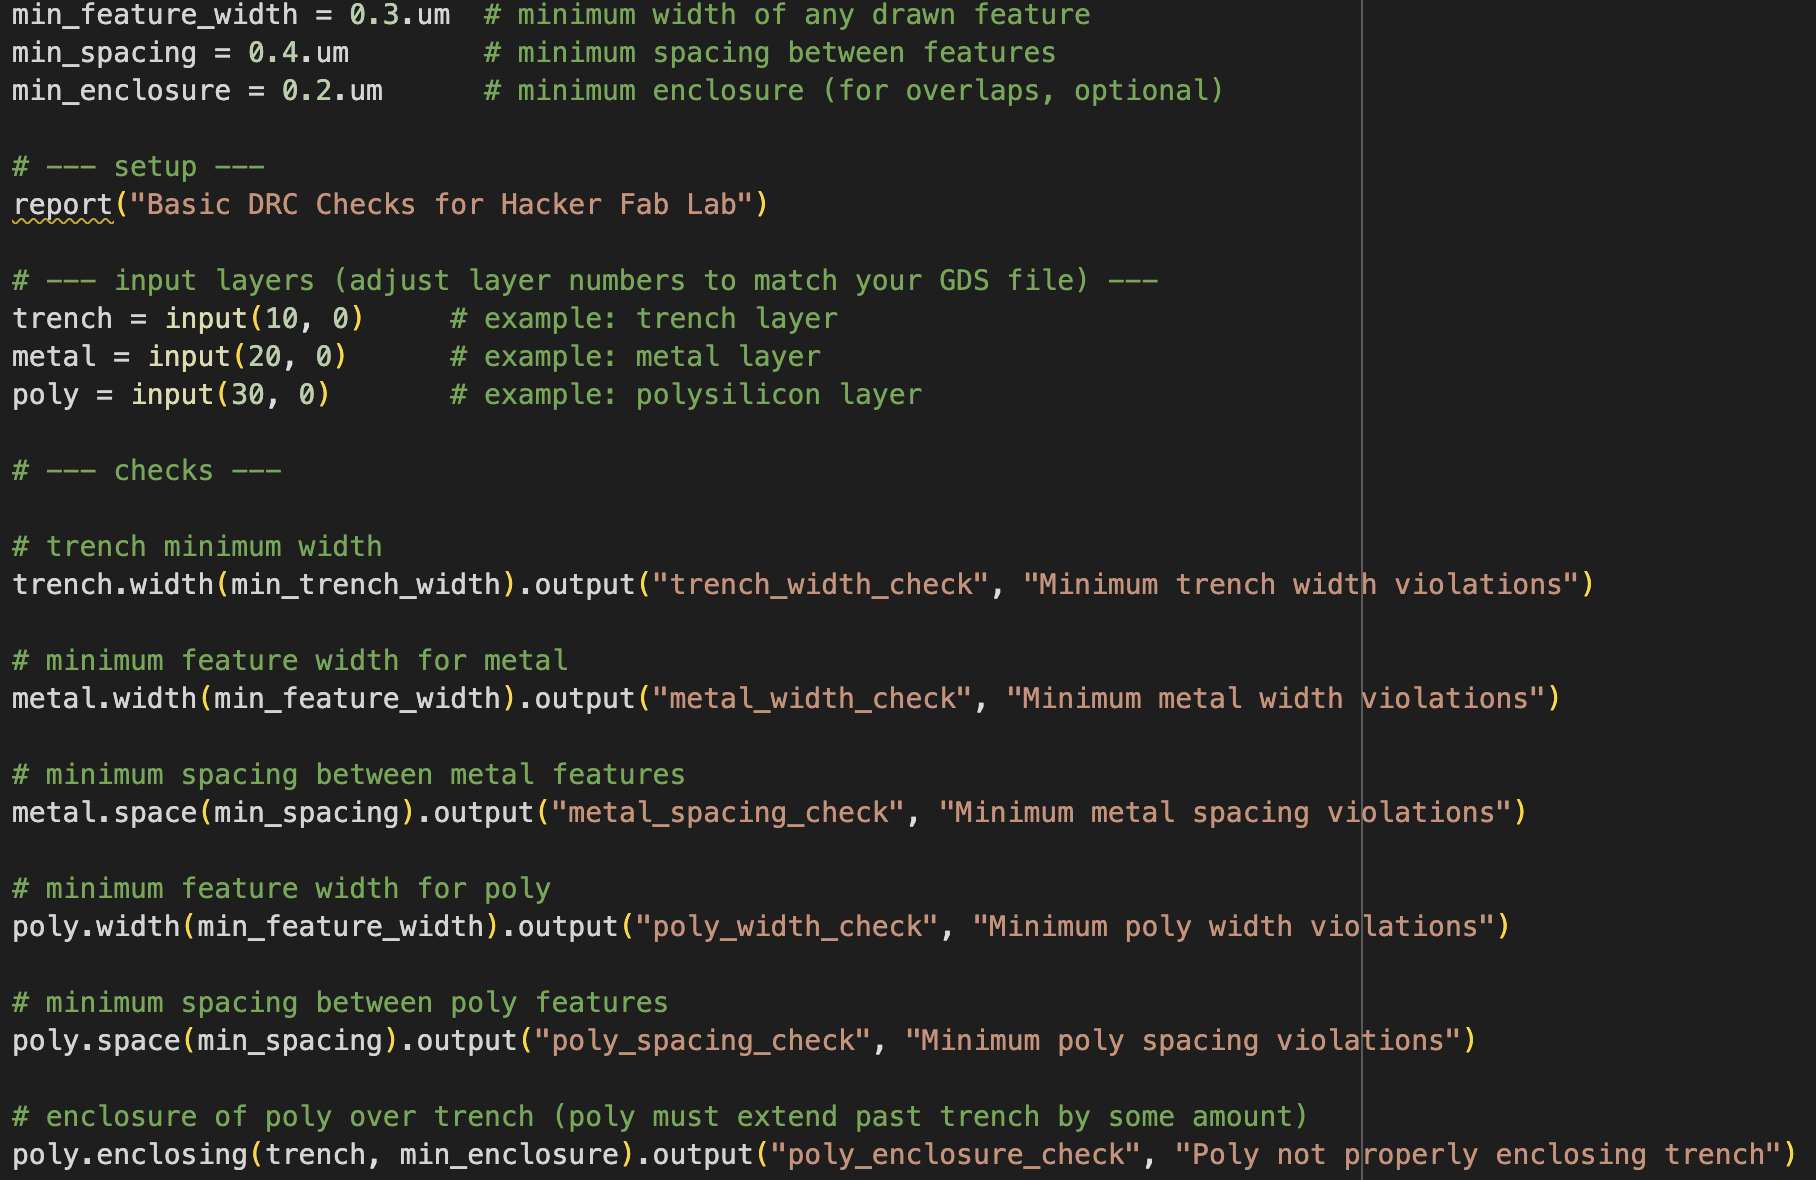 min_feature_width = 0.3.um  # minimum width of any drawn feature
min_spacing = 0.4.um        # minimum spacing between features
min_enclosure = 0.2.um      # minimum enclosure (for overlaps, optional)
# --- setup ---
report("Basic DRC Checks for Hacker Fab Lab")
# --- input layers (adjust layer numbers to match your GDS file) ---
trench = input(10, 0)     # example: trench layer
metal = input(20, 0)      # example: metal layer
poly = input(30, 0)       # example: polysilicon layer
# --- checks ---
# trench minimum width
trench.width(min_trench_width).output("trench_width_check", "Minimum trench width violations")
# minimum feature width for metal
metal.width(min_feature_width).output("metal_width_check", "Minimum metal width violations")
# minimum spacing between metal features
metal.space(min_spacing).output("metal_spacing_check", "Minimum metal spacing violations")
# minimum feature width for poly
poly.width(min_feature_width).output("poly_width_check", "Minimum poly width violations")
# minimum spacing between poly features
poly.space(min_spacing).output("poly_spacing_check", "Minimum poly spacing violations")
# enclosure of poly over trench (poly must extend past trench by some amount)
poly.enclosing(trench, min_enclosure).output("poly_enclosure_check", "Poly not properly enclosing trench")